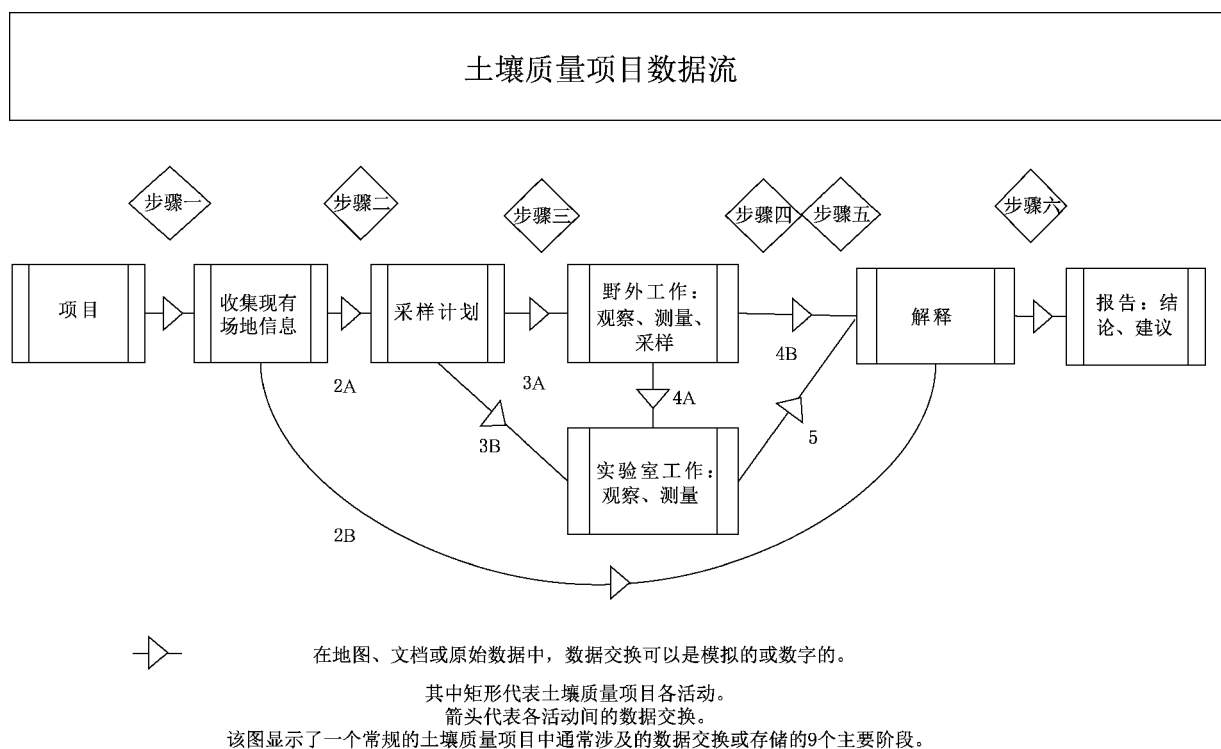 土壤质量项目数据流
步骤一
步骤二
步骤三
步骤四
步骤五
步骤六
项目
收集现有
场地信息
采样计划
野外工作：
观察、测量、
采样
解释
报告：结
论、建议
2A
3A
4B
4A
3B
5
实验室工作：
观察、测量
2B
在地图、文档或原始数据中，数据交换可以是模拟的或数字的。
其中矩形代表土壤质量项目各活动。
箭头代表各活动间的数据交换。
该图显示了一个常规的土壤质量项目中通常涉及的数据交换或存储的9个主要阶段。